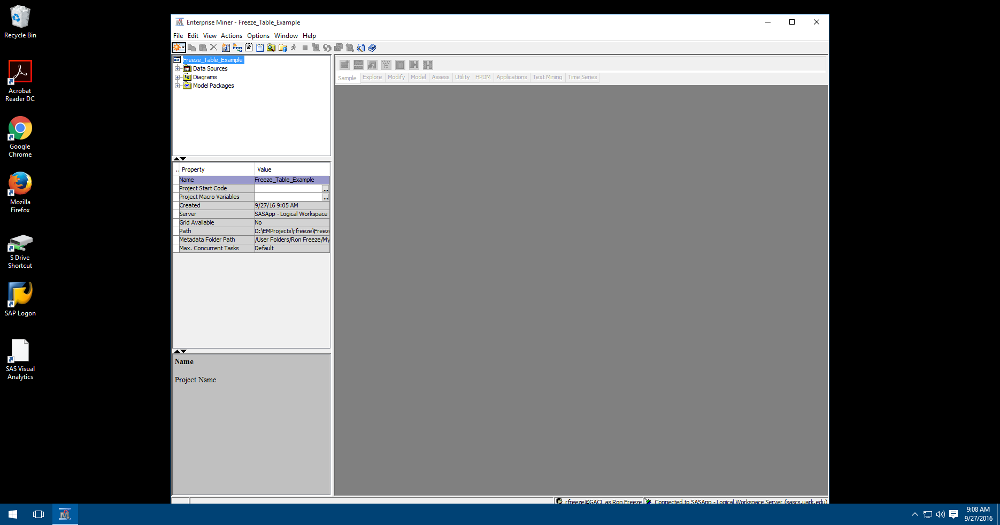 Recycle Bin
Acrobat
Reader DC
Google
Chrome
Mozilla
Firefox
S Drive
Shortcut
SAP Logon
SAS Visual
Analytics
Enterprise Miner - Freeze_Table_Example
File Edit View Actions Options Window Help
Freeze_Table_Example
Data Sources
Diagrams
Model Packages
Sample Explore Modify Model Assess Utility HPDM Applications Text Mining Time Series
.. Property Value
Name Freeze_Table_Example
Project Start Code ...
Project Macro Variables ...
Created 9/27/16 9:05 AM
Server SASApp - Logical Workspace
Grid Available No
Path D:\EMProjects\rfreeze\Freeze
Metadata Folder Path /User Folders/Ron Freeze/My
Max. Concurrent Tasks Default
Name
Project Name
rfreeze@GACL as Ron Freeze Connected to SASApp - Logical Workspace Server (sascs.uark.edu)
9:08 AM
9/27/2016